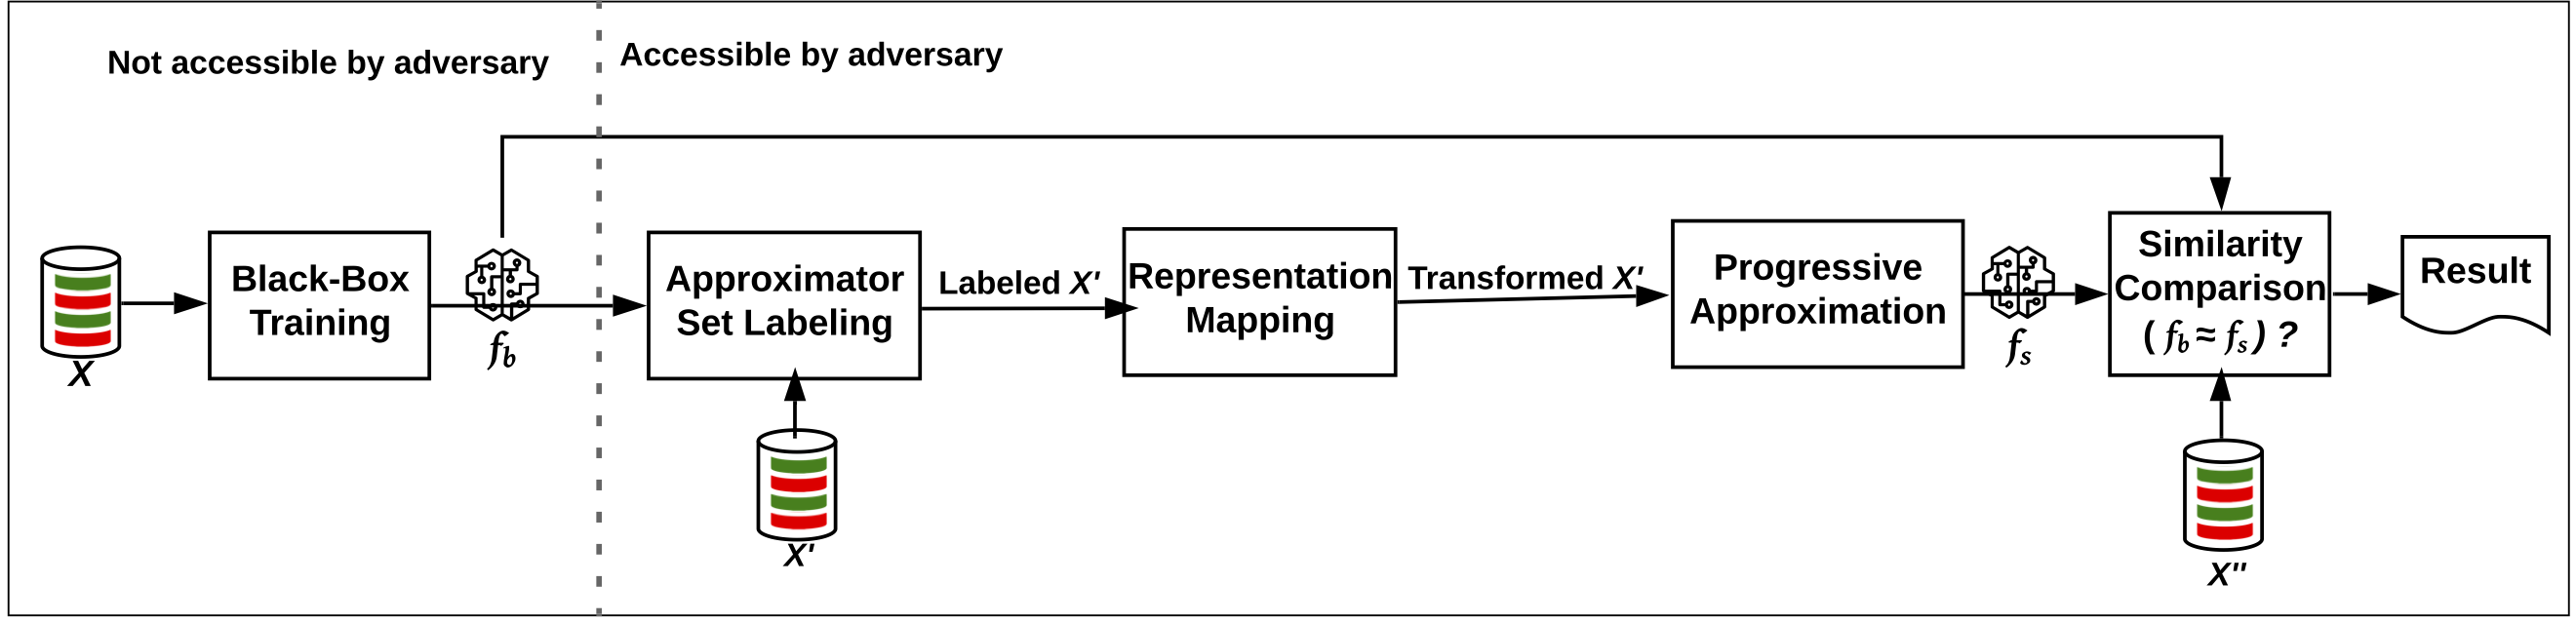 Not accessible by adversary
Accessible by adversary
X
Black-Box
Training
f_b
Approximator
Set Labeling
X'
Labeled X'
Representation
Mapping
Transformed X'
Progressive
Approximation
f_s
Similarity
Comparison
( f_b ≈ f_s ) ?
X''
Result